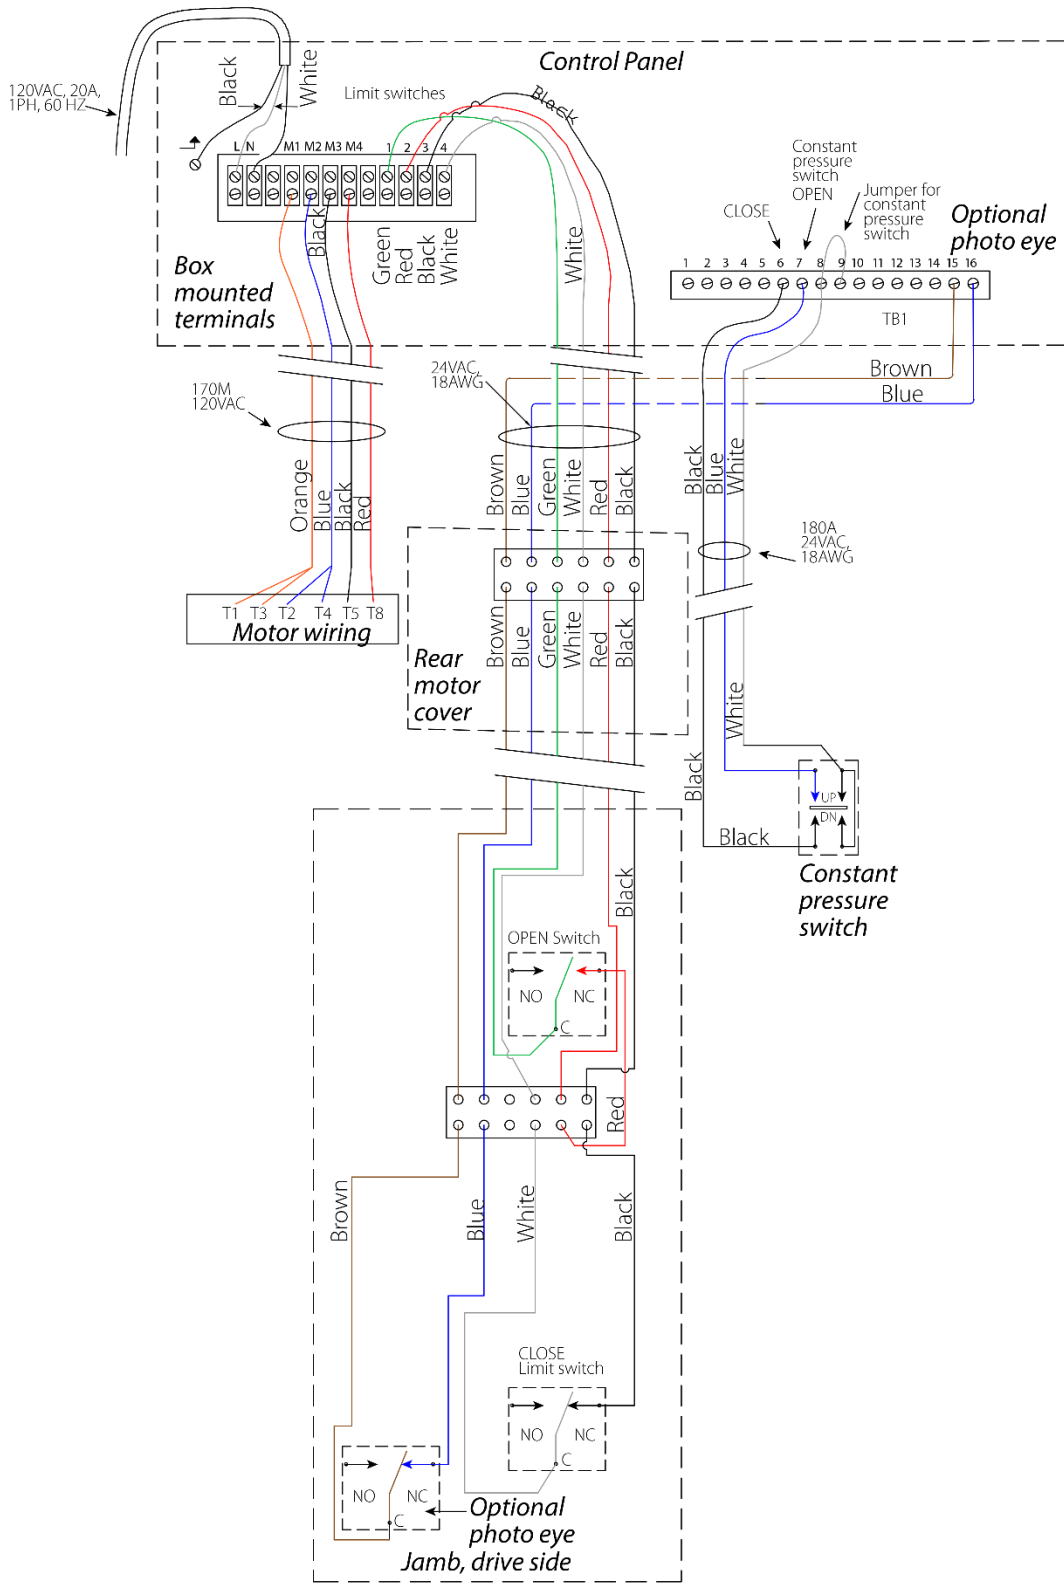 Control Panel
120VAC, 20A,
1PH, 60 HZ
Black
White
Limit switches
Black
L
L N M1 M2 M3 M4 1 2 3 4
Black
Green
Red
Black
White
White
Box
mounted
terminals
Constant
pressure
switch
OPEN
CLOSE
Jumper for
constant
pressure
switch
Optional
photo eye
1 2 3 4 5 6 7 8 9 10 11 12 13 14 15 16
TB1
Brown
Blue
170M
120VAC
24VAC,
18AWG
Orange
Blue
Black
Red
Brown
Blue
Green
White
Red
Black
Black
Blue
White
180A
24VAC,
18AWG
T1 T3 T2 T4 T5 T8
Motor wiring
Brown
Blue
Green
White
Red
Black
Rear
motor
cover
White
Black
Black
UP
DN
Constant
pressure
switch
Black
OPEN Switch
NO NC
C
Red
Brown
Blue
White
Black
CLOSE
Limit switch
NO NC
C
NO NC
C
Optional
photo eye
Jamb, drive side